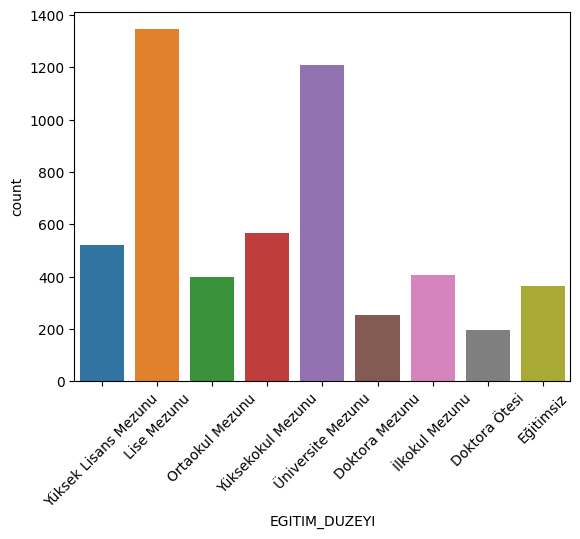 1400
1200
1000
800
600
400
200
0
count
Yüksek Lisans Mezunu
Lise Mezunu
Ortaokul Mezunu
Yüksekokul Mezunu
Üniversite Mezunu
Doktora Mezunu
İlkokul Mezunu
Doktora Ötesi
Eğitimsiz
EGITIM_DUZEYI